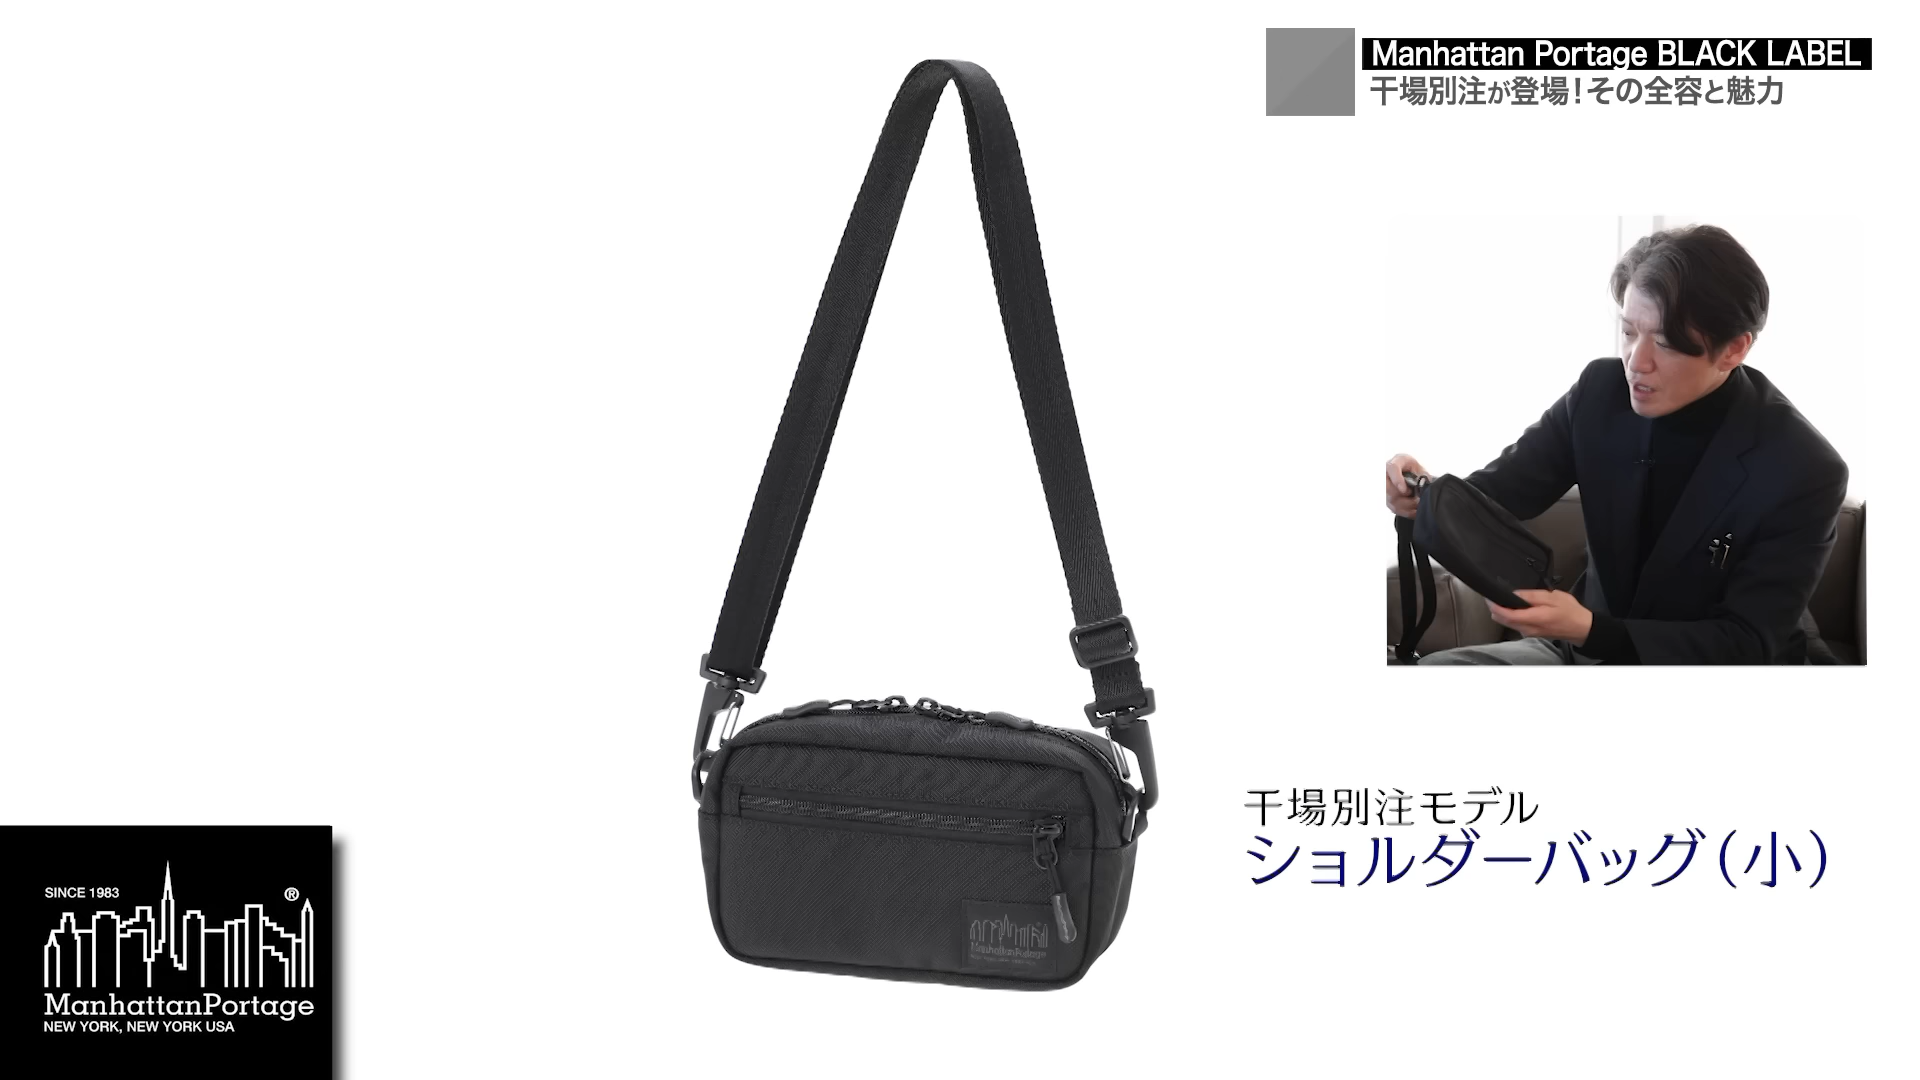 Manhattan Portage BLACK LABEL
干場別注が登場!その全容と魅力
干場別注モデル
ショルダーバッグ(小)
SINCE 1983
®
ManhattanPortage
NEW YORK, NEW YORK USA
ManhattanPortage